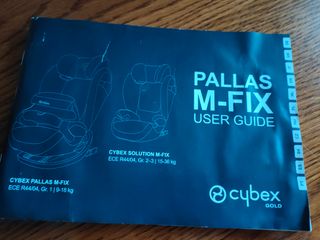 PALLAS
M-FIX
USER GUIDE
CYBEX SOLUTION M-FIX
ECE R44/04, Gr. 2-3 | 15-36 kg
CYBEX PALLAS M-FIX
ECE R44/04, Gr. 1 | 9-18 kg
cybex
GOLD